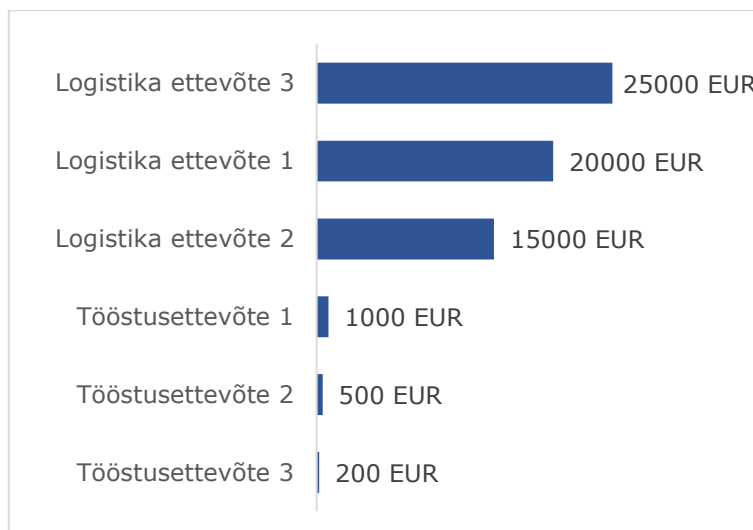 Logistika ettevõte 3 25000 EUR
Logistika ettevõte 1 20000 EUR
Logistika ettevõte 2 15000 EUR
Tööstusettevõte 1 1000 EUR
Tööstusettevõte 2 500 EUR
Tööstusettevõte 3 200 EUR